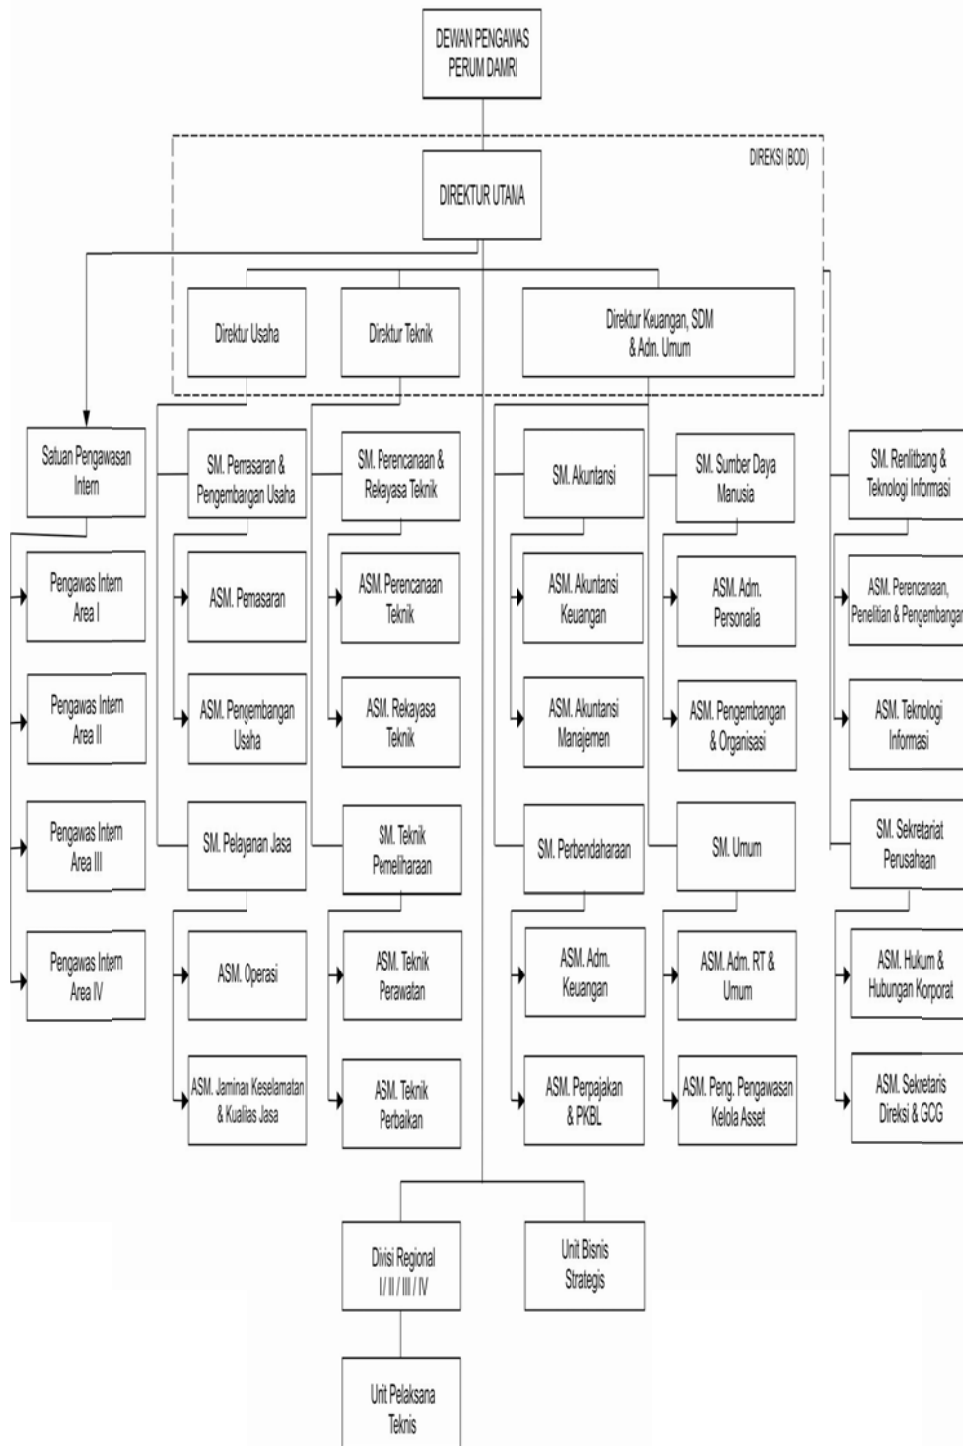 DEWAN PENGAWAS
PERUM DAMRI
DIREKSI (BOD)
DIREKTUR UTANA
Direktur Usaha
Direktur Teknik
Direktur Keuangan, SDM
& Adm. Umum
Satuan Pengawasan
Intern
SM. Pemasaran &
Pengembangan Usaha
SM. Perencanaan &
Rekayasa Teknik
SM. Akuntansi
SM. Sumber Daya
Manusia
SM. Renlitbang &
Teknologi Informasi
Pengawas Intern
Area I
ASM. Pemasaran
ASM. Perencanaan
Teknik
ASM. Akuntansi
Keuangan
ASM. Adm.
Personalia
ASM. Perencanaan,
Penelitian & Pengembangan
Pengawas Intern
Area II
ASM. Pengembangan
Usaha
ASM. Rekayasa
Teknik
ASM. Akuntansi
Manajemen
ASM. Pengembangan
& Organisasi
ASM. Teknologi
Informasi
Pengawas Intern
Area III
SM. Pelayanan Jasa
SM. Teknik
Pemeliharaan
SM. Perbendaharaan
SM. Umum
SM. Sekretariat
Perusahaan
Pengawas Intern
Area IV
ASM. Operasi
ASM. Teknik
Perawatan
ASM. Adm.
Keuangan
ASM. Adm. RT &
Umum
ASM. Hukum &
Hubungan Korporat
ASM. Jaminan Keselamatan
& Kualias Jasa
ASM. Teknik
Perbaikan
ASM. Perpajakan
& PKBL
ASM. Peng. Pengawasan
Kelola Asset
ASM. Sekretaris
Direksi & GCG
Divisi Regional
I / II / III / IV
Unit Bisnis
Strategis
Unit Pelaksana
Teknis